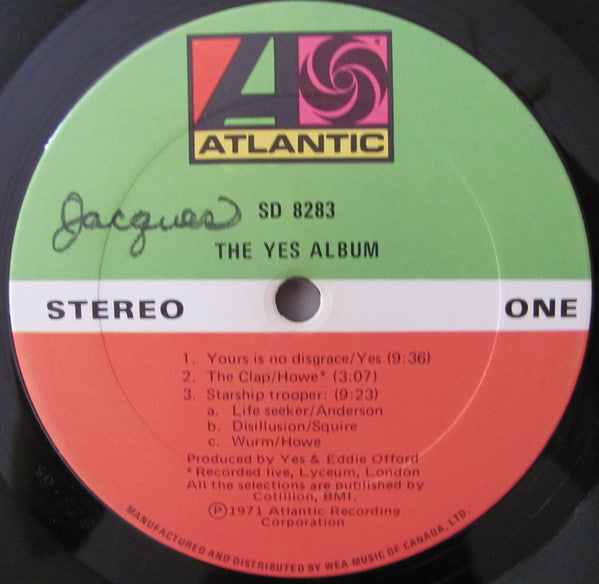 ATLANTIC
Jacques SD 8283
THE YES ALBUM
STEREO ONE
1. Yours is no disgrace/Yes (9:36)
2. The Clap/Howe* (3:07)
3. Starship trooper: (9:23)
a. Life seeker/Anderson
b. Disillusion/Squire
c. Wurm/Howe
Produced by Yes & Eddie Offord
*Recorded live, Lyceum, London
All the selections are published by
Cotillion, BMI.
Ⓟ1971 Atlantic Recording
Corporation
MANUFACTURED AND DISTRIBUTED BY WEA MUSIC OF CANADA, LTD.